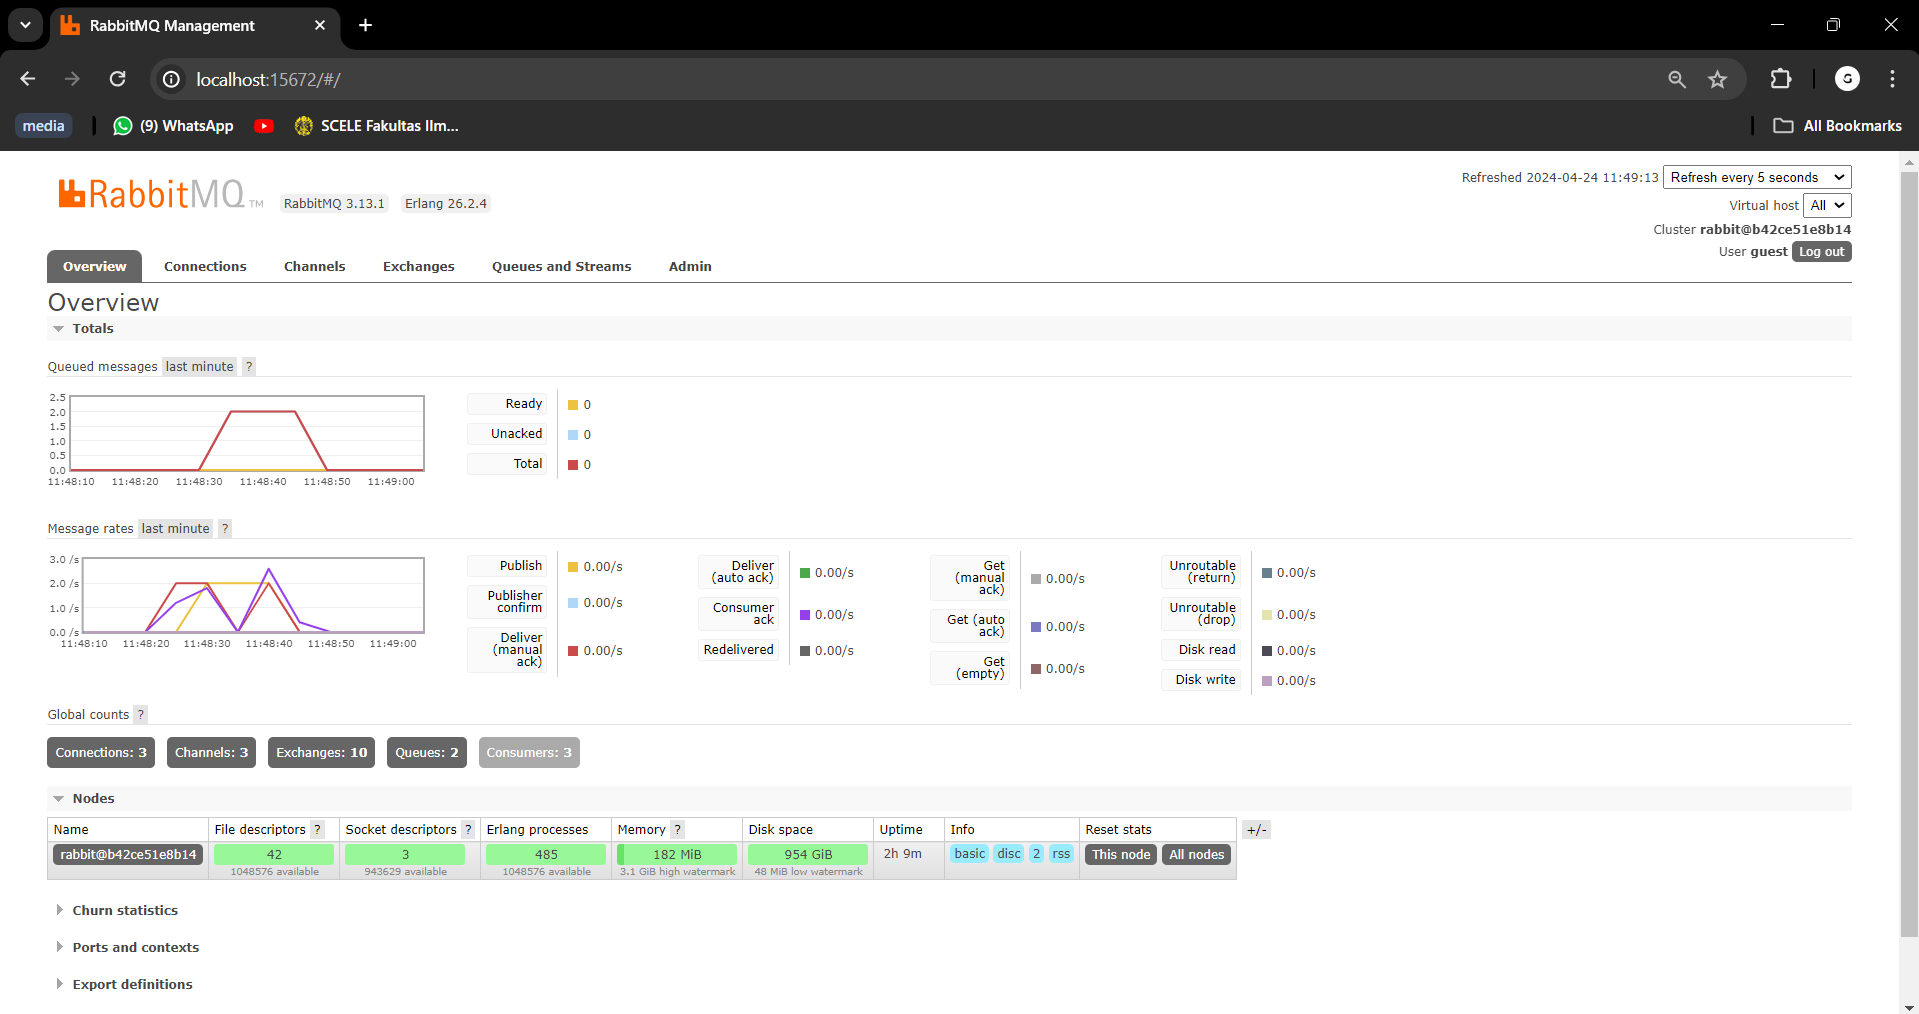 RabbitMQ Management
localhost:15672/#/
media
(9) WhatsApp
SCELE Fakultas Ilm...
All Bookmarks
RabbitMQ TM
RabbitMQ 3.13.1
Erlang 26.2.4
Refreshed 2024-04-24 11:49:13
Refresh every 5 seconds
Virtual host All
Cluster rabbit@b42ce51e8b14
User guest Log out
Overview Connections Channels Exchanges Queues and Streams Admin
Overview
Totals
Queued messages last minute ?
2.5
2.0
1.5
1.0
0.5
0.0
11:48:10 11:48:20 11:48:30 11:48:40 11:48:50 11:49:00
Ready 0
Unacked 0
Total 0
Message rates last minute ?
3.0 /s
2.0 /s
1.0 /s
0.0 /s
11:48:10 11:48:20 11:48:30 11:48:40 11:48:50 11:49:00
Publish 0.00/s
Publisher
confirm 0.00/s
Deliver
(manual
ack) 0.00/s
Deliver
(auto ack) 0.00/s
Consumer
ack 0.00/s
Redelivered 0.00/s
Get
(manual
ack) 0.00/s
Get (auto
ack) 0.00/s
Get
(empty) 0.00/s
Unroutable
(return) 0.00/s
Unroutable
(drop) 0.00/s
Disk read 0.00/s
Disk write 0.00/s
Global counts ?
Connections: 3 Channels: 3 Exchanges: 10 Queues: 2 Consumers: 3
Nodes
Name File descriptors ? Socket descriptors ? Erlang processes Memory ? Disk space Uptime Info Reset stats +/-
rabbit@b42ce51e8b14 42 3 485 182 MiB 954 GiB 2h 9m basic disc 2 rss This node All nodes
1048576 available 943629 available 1048576 available 3.1 GiB high watermark 48 MiB low watermark
Churn statistics
Ports and contexts
Export definitions